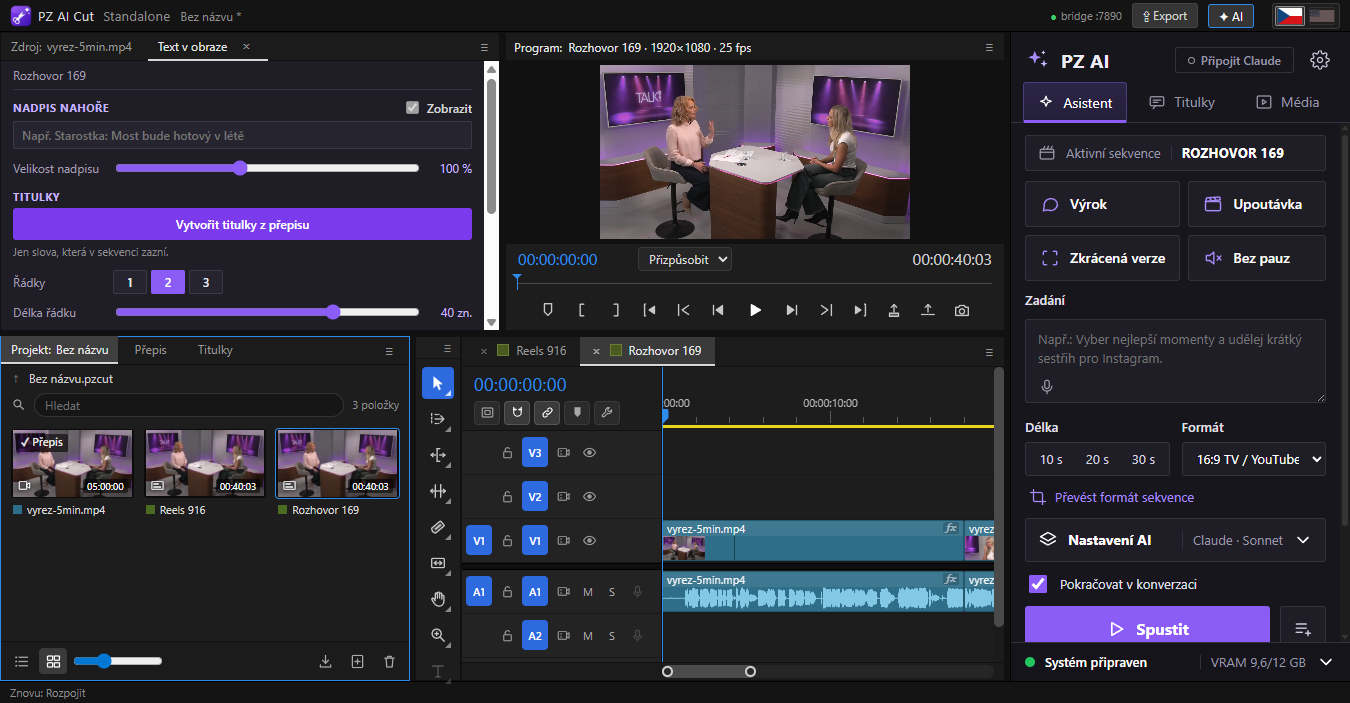 PZ AI Cut Standalone Bez názvu *
bridge :7890 Export AI
Zdroj: vyrez-5min.mp4 Text v obraze ×
Rozhovor 169
NADPIS NAHOŘE Zobrazit
Např. Starostka: Most bude hotový v létě
Velikost nadpisu 100 %
TITULKY
Vytvořit titulky z přepisu
Jen slova, která v sekvenci zazní.
Řádky 1 2 3
Délka řádku 40 zn.
Program: Rozhovor 169 · 1920×1080 · 25 fps
TALK!
00:00:00:00 Přizpůsobit 00:00:40:03
Projekt: Bez názvu Přepis Titulky
↑ Bez názvu.pzcut
Hledat 3 položky
✓ Přepis
05:00:00 00:40:03 00:40:03
vyrez-5min.mp4 Reels 916 Rozhovor 169
× Reels 916 × Rozhovor 169
00:00:00:00
00:00 00:00:10:00
V3
V2
V1 V1
vyrez-5min.mp4 fx vyrez
A1 A1 M S
vyrez-5min.mp4 fx vyrez
A2 M S
T
PZ AI Připojit Claude
Asistent Titulky Média
Aktivní sekvence ROZHOVOR 169
Výrok Upoutávka
Zkrácená verze Bez pauz
Zadání
Např.: Vyber nejlepší momenty a udělej krátký
sestřih pro Instagram.
Délka Formát
10 s 20 s 30 s 16:9 TV / YouTube
Převést formát sekvence
Nastavení AI Claude · Sonnet
Pokračovat v konverzaci
Spustit
Systém připraven VRAM 9,6/12 GB
Znovu: Rozpojit